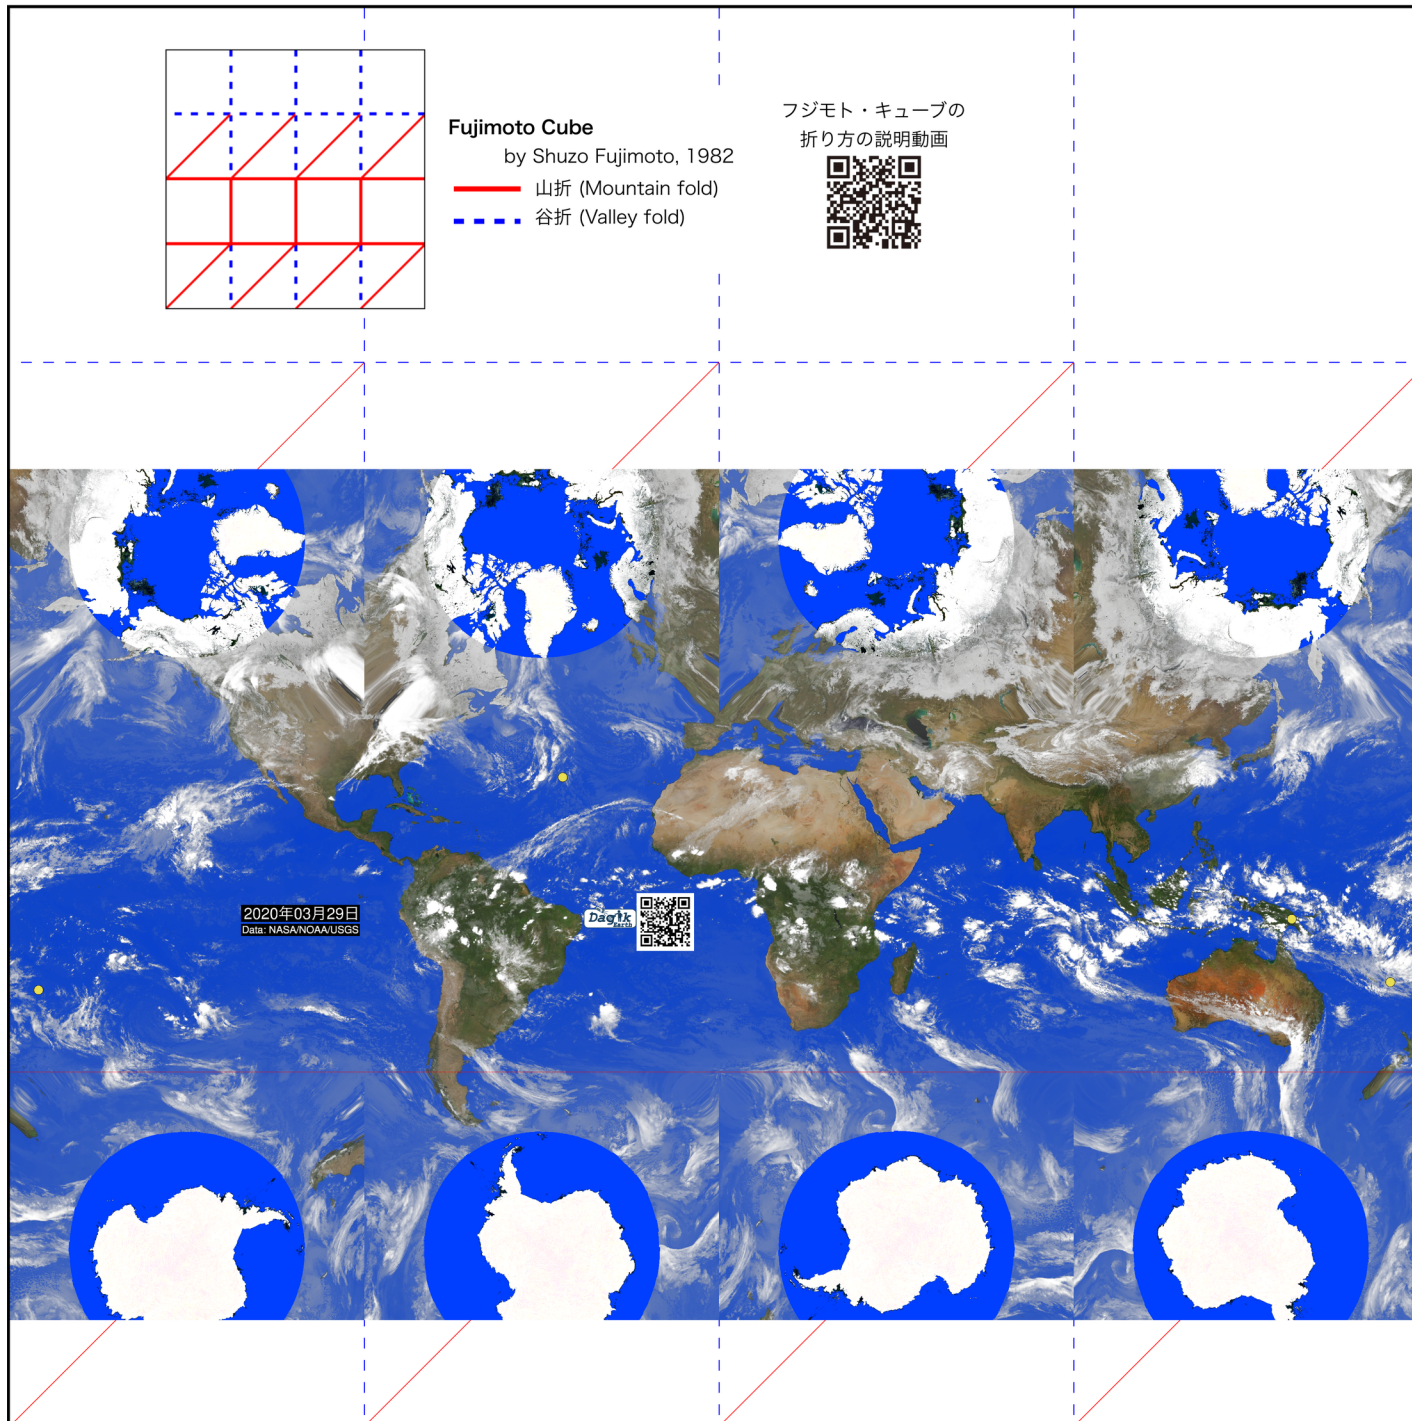 Fujimoto Cube
by Shuzo Fujimoto, 1982
山折 (Mountain fold)
谷折 (Valley fold)
フジモト・キューブの
折り方の説明動画
2020年03月29日
Data: NASA/NOAA/USGS
Dagik
Earth